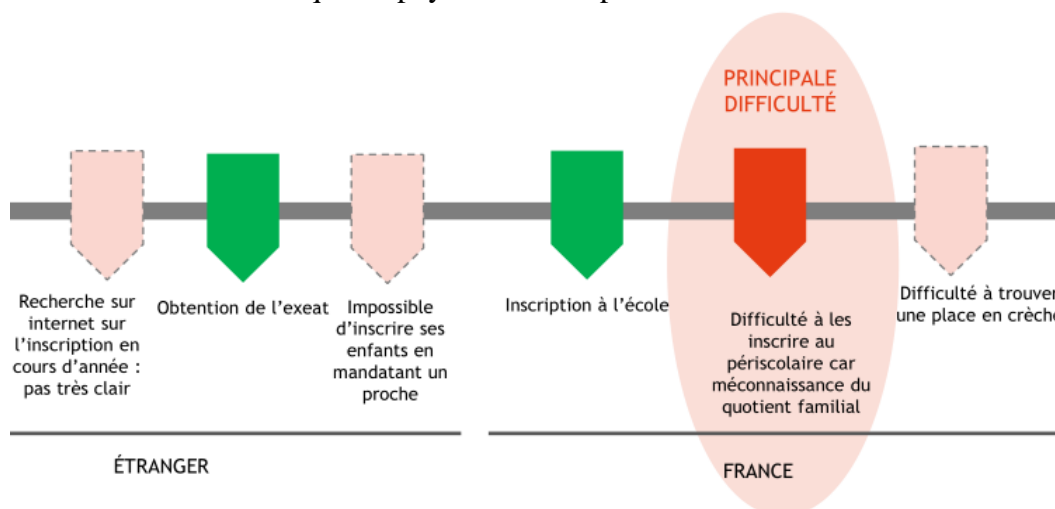 PRINCIPALE
DIFFICULTÉ
Recherche sur
internet sur
l’inscription en
cours d’année :
pas très clair
Obtention de l’exeat
Impossible
d’inscrire ses
enfants en
mandatant un
proche
Inscription à l’école
Difficulté à les
inscrire au
périscolaire car
méconnaissance du
quotient familial
Difficulté à trouver
une place en crèche
ÉTRANGER
FRANCE